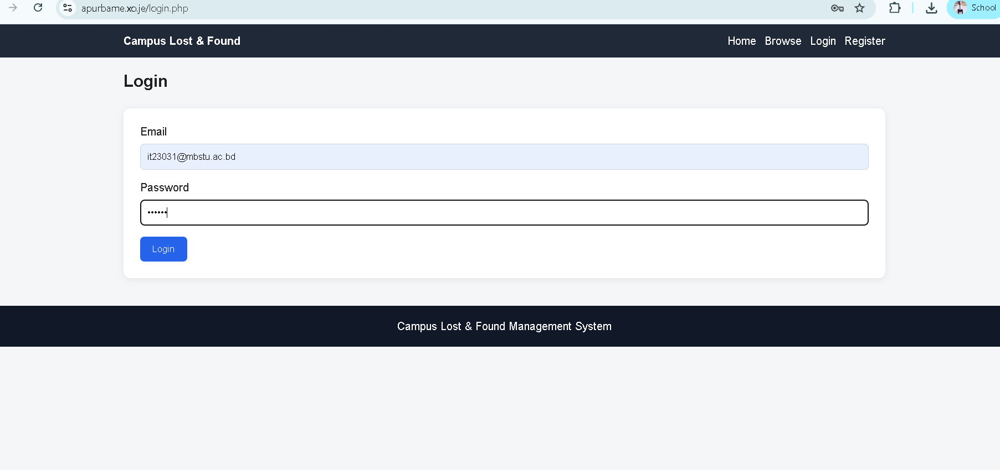 apurbame.xo.je/login.php
School
Campus Lost & Found
Home Browse Login Register
Login
Email
it23031@mbstu.ac.bd
Password
••••••
Login
Campus Lost & Found Management System